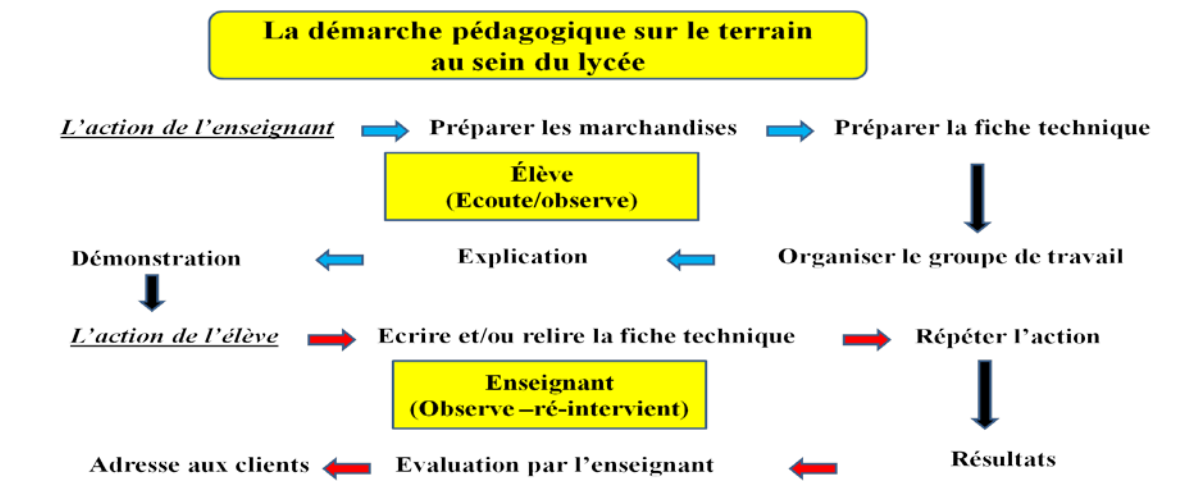 La démarche pédagogique sur le terrain
au sein du lycée
L'action de l'enseignant
Préparer les marchandises
Préparer la fiche technique
Élève
(Ecoute/observe)
Démonstration
Explication
Organiser le groupe de travail
L'action de l'élève
Ecrire et/ou relire la fiche technique
Répéter l'action
Enseignant
(Observe –ré-intervient)
Adresse aux clients
Evaluation par l'enseignant
Résultats